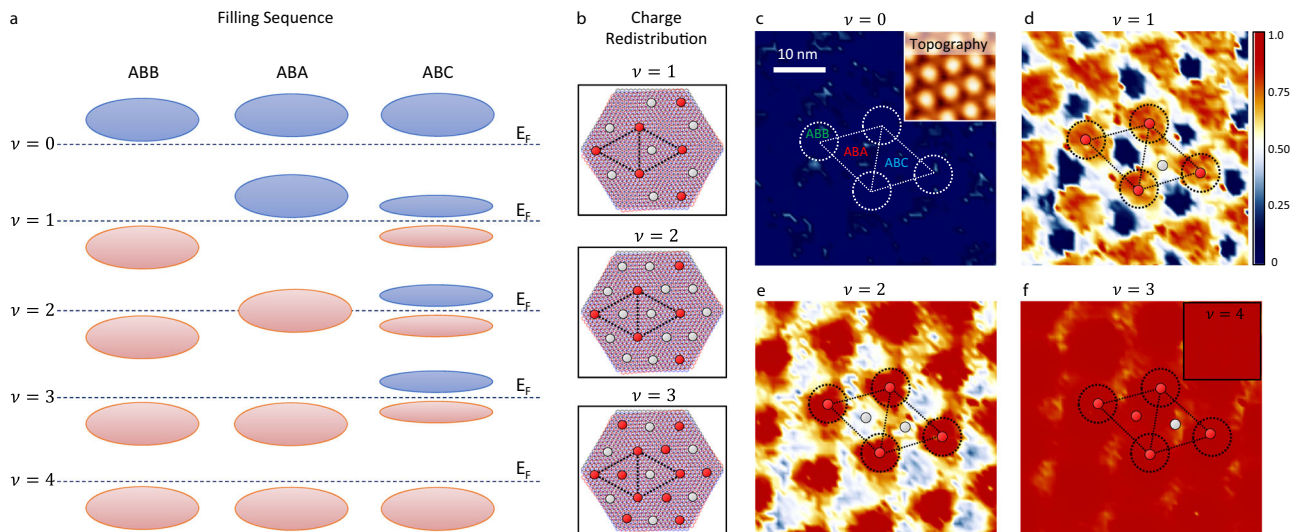 a
Filling Sequence
ABB
ABA
ABC
ν = 0
E_F
ν = 1
E_F
ν = 2
E_F
ν = 3
E_F
ν = 4
E_F
b
Charge
Redistribution
ν = 1
ν = 2
ν = 3
c
ν = 0
10 nm
Topography
ABB
ABA
ABC
d
ν = 1
1.0
0.75
0.50
0.25
0
e
ν = 2
f
ν = 3
ν = 4